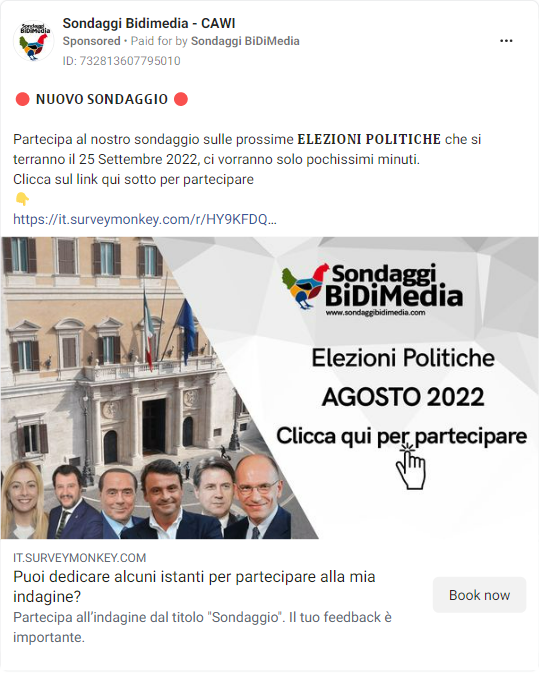 Sondaggi
BiDiMedia
Sondaggi Bidimedia - CAWI
Sponsored • Paid for by Sondaggi BiDiMedia
ID: 732813607795010
🔴 NUOVO SONDAGGIO 🔴
Partecipa al nostro sondaggio sulle prossime ELEZIONI POLITICHE che si
terranno il 25 Settembre 2022, ci vorranno solo pochissimi minuti.
Clicca sul link qui sotto per partecipare
👇
https://it.surveymonkey.com/r/HY9KFDQ...
Sondaggi
BiDiMedia
www.sondaggibidimedia.com
Elezioni Politiche
AGOSTO 2022
Clicca qui per partecipare
IT.SURVEYMONKEY.COM
Puoi dedicare alcuni istanti per partecipare alla mia
indagine?
Book now
Partecipa all'indagine dal titolo "Sondaggio". Il tuo feedback è
importante.